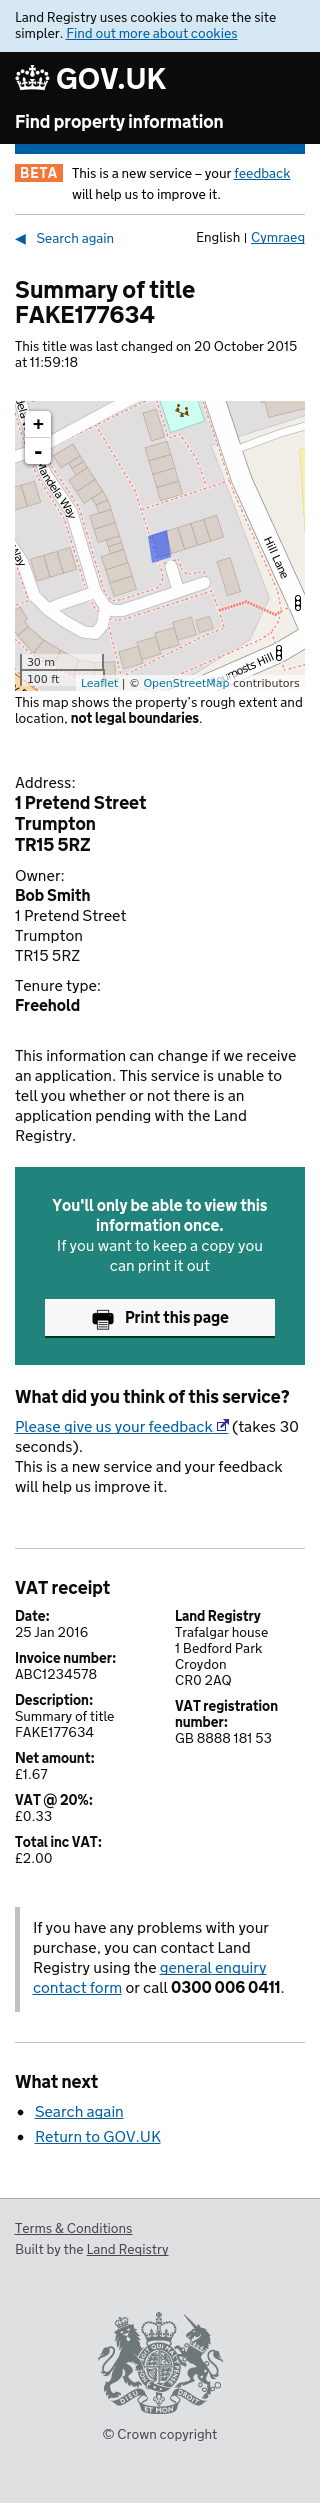 Land Registry uses cookies to make the site
simpler. Find out more about cookies
GOV.UK
Find property information
BETA
This is a new service – your feedback
will help us to improve it.
◀ Search again
English | Cymraeg
Summary of title
FAKE177634
This title was last changed on 20 October 2015
at 11:59:18
+
-
Mandela Way
Hill Lane
30 m
100 ft
Leaflet | © OpenStreetMap contributors
This map shows the property's rough extent and
location, not legal boundaries.
Address:
1 Pretend Street
Trumpton
TR15 5RZ
Owner:
Bob Smith
1 Pretend Street
Trumpton
TR15 5RZ
Tenure type:
Freehold
This information can change if we receive
an application. This service is unable to
tell you whether or not there is an
application pending with the Land
Registry.
You'll only be able to view this
information once.
If you want to keep a copy you
can print it out
Print this page
What did you think of this service?
Please give us your feedback (takes 30
seconds).
This is a new service and your feedback
will help us improve it.
VAT receipt
Date:
25 Jan 2016
Invoice number:
ABC1234578
Description:
Summary of title
FAKE177634
Net amount:
£1.67
VAT @ 20%:
£0.33
Total inc VAT:
£2.00
Land Registry
Trafalgar house
1 Bedford Park
Croydon
CR0 2AQ
VAT registration
number:
GB 8888 181 53
If you have any problems with your
purchase, you can contact Land
Registry using the general enquiry
contact form or call 0300 006 0411.
What next
• Search again
• Return to GOV.UK
Terms & Conditions
Built by the Land Registry
DIEU ET MON DROIT
© Crown copyright